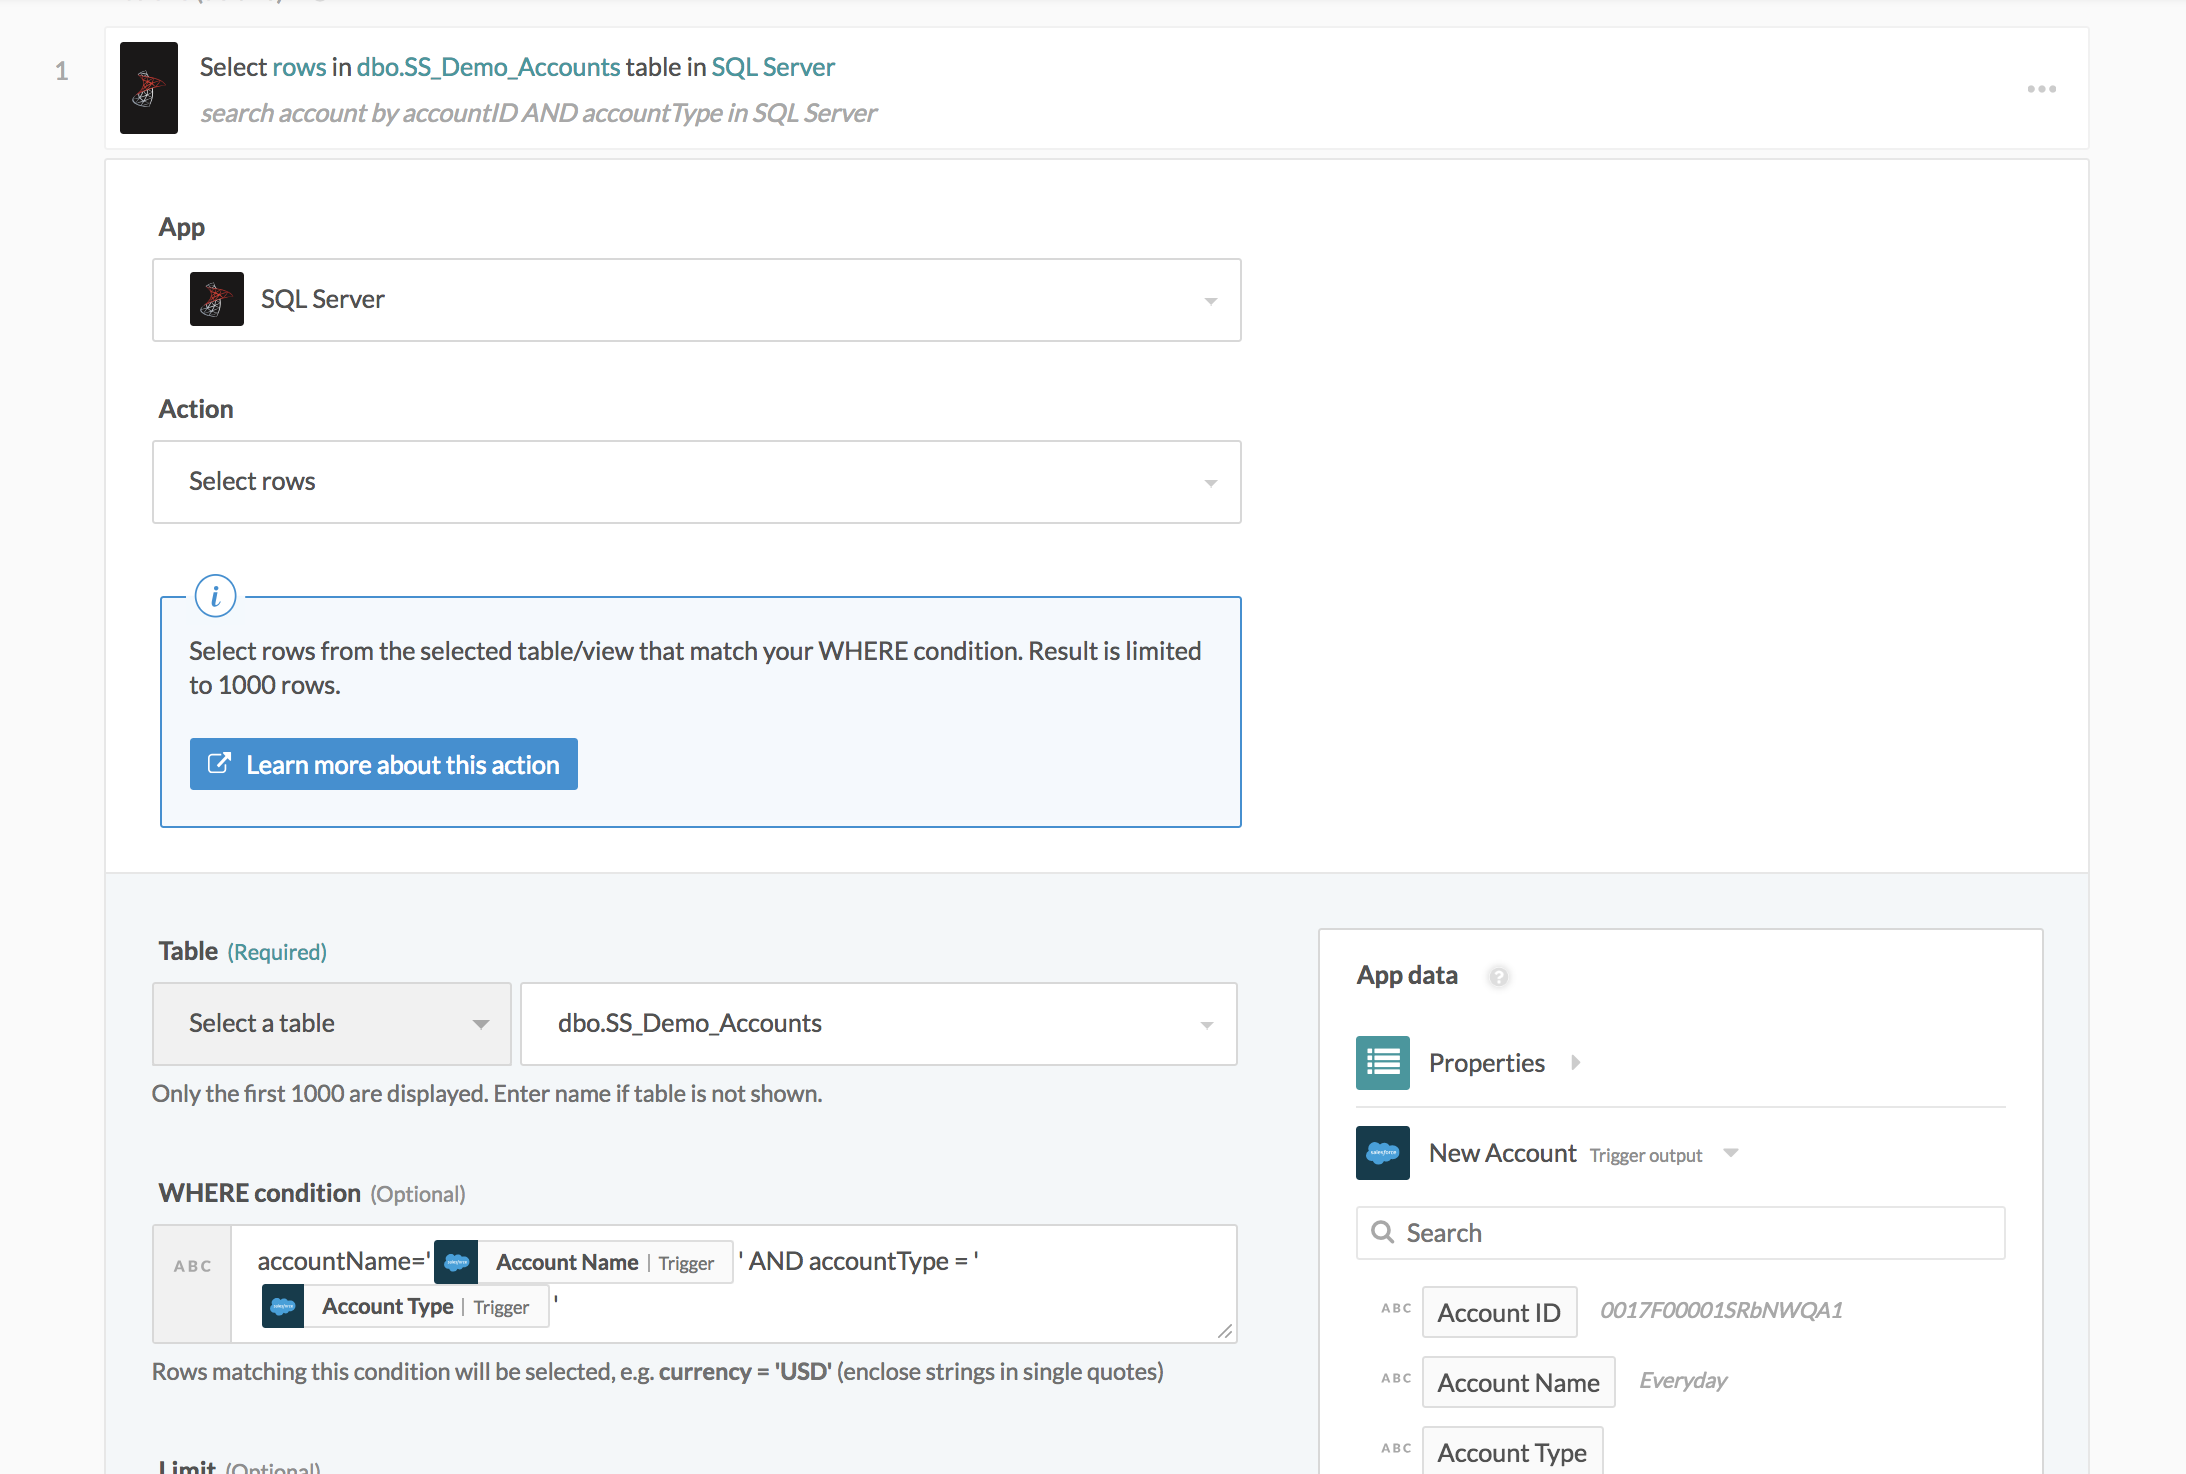 1
Select rows in dbo.SS_Demo_Accounts table in SQL Server
search account by accountID AND accountType in SQL Server
App
SQL Server
Action
Select rows
i
Select rows from the selected table/view that match your WHERE condition. Result is limited
to 1000 rows.
Learn more about this action
Table (Required)
Select a table
dbo.SS_Demo_Accounts
Only the first 1000 are displayed. Enter name if table is not shown.
WHERE condition (Optional)
ABC
accountName=' salesforce Account Name | Trigger ' AND accountType = '
salesforce Account Type | Trigger '
Rows matching this condition will be selected, e.g. currency = 'USD' (enclose strings in single quotes)
Limit (Optional)
App data ?
Properties
salesforce New Account Trigger output
Search
ABC Account ID 0017F00001SRbNWQA1
ABC Account Name Everyday
ABC Account Type